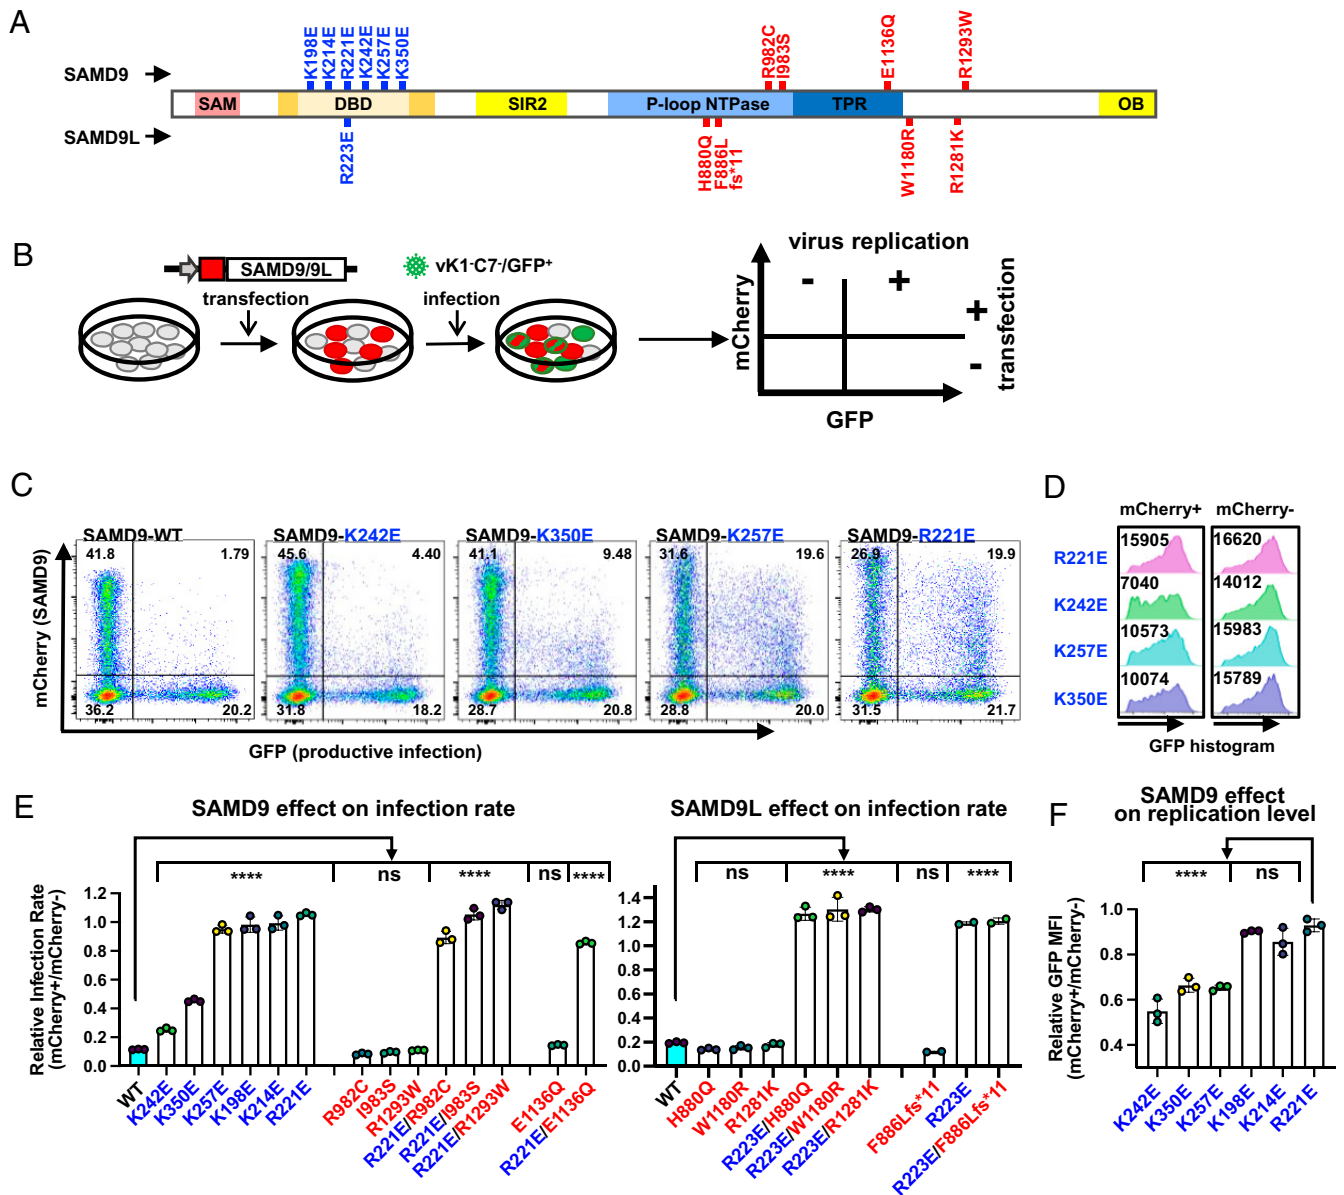 A
SAMD9
K198E
K214E
R221E
K242E
K257E
K350E
R982C
I983S
E1136Q
R1293W
SAM
DBD
SIR2
P-loop NTPase
TPR
OB
SAMD9L
R223E
H880Q
F886L
fs*11
W1180R
R1281K
B
SAMD9/9L
vK1-C7-/GFP+
transfection
infection
virus replication
- +
+
-
transfection
mCherry
GFP
C
SAMD9-WT
SAMD9-K242E
SAMD9-K350E
SAMD9-K257E
SAMD9-R221E
41.8 1.79
45.6 4.40
41.1 9.48
31.6 19.6
26.9 19.9
36.2 20.2
31.8 18.2
28.7 20.8
28.8 20.0
31.5 21.7
mCherry (SAMD9)
GFP (productive infection)
D
mCherry+ mCherry-
R221E 15905 16620
K242E 7040 14012
K257E 10573 15983
K350E 10074 15789
GFP histogram
E
SAMD9 effect on infection rate
**** ns **** ns ****
Relative Infection Rate
(mCherry+/mCherry-)
1.2
1.0
0.8
0.6
0.4
0.2
0.0
WT
K242E
K350E
K257E
K198E
K214E
R221E
R982C
I983S
R1293W
R221E/R982C
R221E/I983S
R221E/R1293W
E1136Q
R221E/E1136Q
SAMD9L effect on infection rate
ns **** ns ****
1.4
1.2
1.0
0.8
0.6
0.4
0.2
0.0
WT
H880Q
W1180R
R1281K
R223E/H880Q
R223E/W1180R
R223E/R1281K
F886Lfs*11
R223E
R223E/F886Lfs*11
F
SAMD9 effect
on replication level
**** ns
Relative GFP MFI
(mCherry+/mCherry-)
1.0
0.8
0.6
0.4
K242E
K350E
K257E
K198E
K214E
R221E